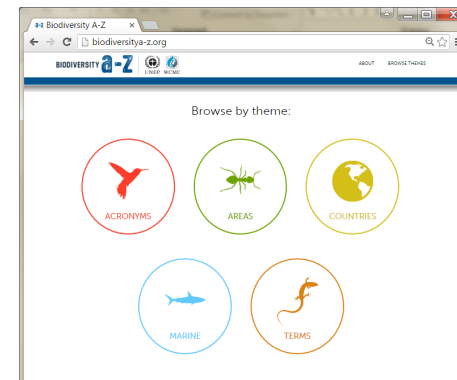 a-z Biodiversity A-Z
biodiversitya-z.org
BIODIVERSITY a-Z UNEP WCMC ABOUT BROWSE THEMES
Browse by theme:
ACRONYMS AREAS COUNTRIES
MARINE TERMS